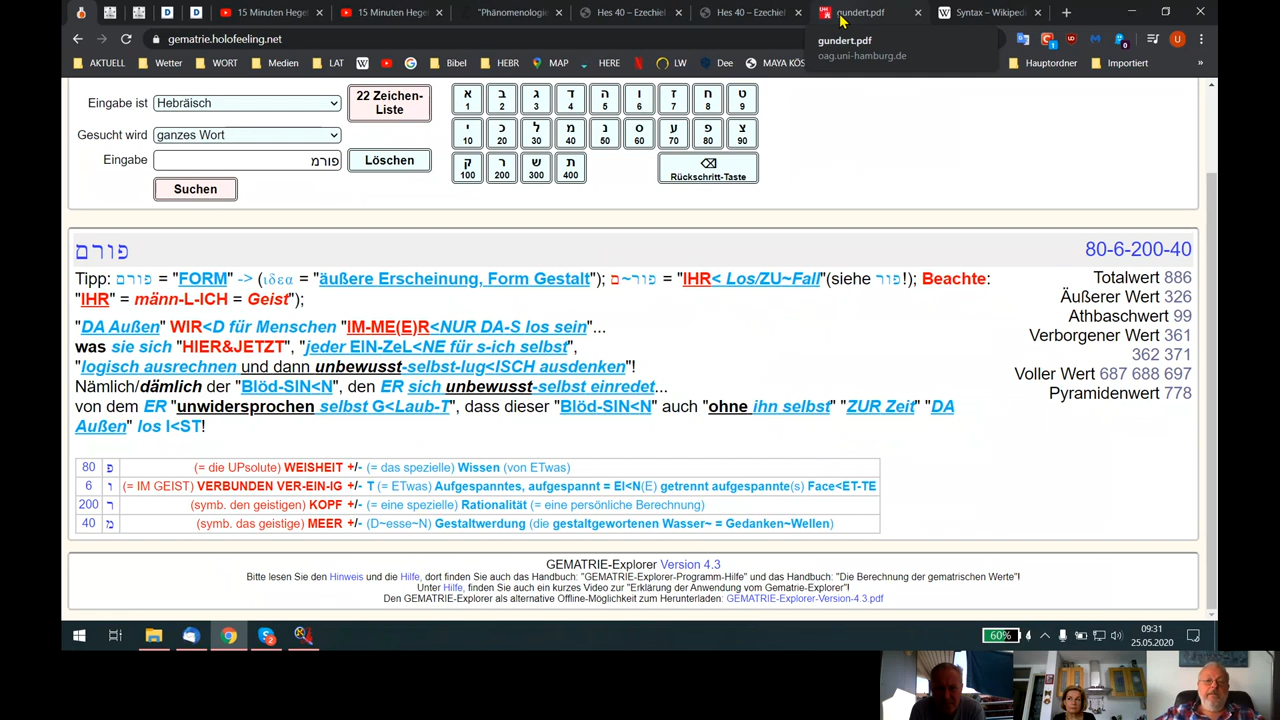 15 Minuten Hegel
15 Minuten Hegel
"Phänomenologie
Hes 40 – Ezechiel
Hes 40 – Ezechiel
gundert.pdf
Syntax – Wikipedi
gematrie.holofeeling.net
gundert.pdf
oag.uni-hamburg.de
AKTUELL
Wetter
WORT
Medien
LAT
Bibel
HEBR
MAP
HERE
LW
Dee
MAYA KÖS
Hauptordner
Importiert
»
Eingabe ist
Hebräisch
22 Zeichen-
Liste
Gesucht wird
ganzes Wort
Eingabe
פורמ
Löschen
Suchen
א ב ג ד ה ו ז ח ט
1 2 3 4 5 6 7 8 9
י כ ל מ נ ס ע פ צ
10 20 30 40 50 60 70 80 90
ק ר ש ת
100 200 300 400
Rückschritt-Taste
פורם
80-6-200-40
Tipp: פורם = "FORM" -> (ιδεα = "äußere Erscheinung, Form Gestalt"); פור~ם = "IHR< Los/ZU~Fall"(siehe פור!); Beachte:
"IHR" = männ-L-ICH = Geist");
"DA Außen" WIR<D für Menschen "IM-ME(E)R<NUR DA-S los sein"...
was sie sich "HIER&JETZT", "jeder EIN-ZeL<NE für s-ich selbst",
"logisch ausrechnen und dann unbewusst-selbst-lug<ISCH ausdenken"!
Nämlich/dämlich der "Blöd-SIN<N", den ER sich unbewusst-selbst einredet...
von dem ER "unwidersprochen selbst G<Laub-T", dass dieser "Blöd-SIN<N" auch "ohne ihn selbst" "ZUR Zeit" "DA
Außen" los I<ST!
Totalwert 886
Äußerer Wert 326
Athbaschwert 99
Verborgener Wert 361
362 371
Voller Wert 687 688 697
Pyramidenwert 778
80 פ (= die UPsolute) WEISHEIT +/- (= das spezielle) Wissen (von ETwas)
6 ו (= IM GEIST) VERBUNDEN VER-EIN-IG +/- T (= ETwas) Aufgespanntes, aufgespannt = EI<N(E) getrennt aufgespannte(s) Face<ET-TE
200 ר (symb. den geistigen) KOPF +/- (= eine spezielle) Rationalität (= eine persönliche Berechnung)
40 מ (symb. das geistige) MEER +/- (D~esse~N) Gestaltwerdung (die gestaltgewortenen Wasser~ = Gedanken~Wellen)
GEMATRIE-Explorer Version 4.3
Bitte lesen Sie den Hinweis und die Hilfe, dort finden Sie auch das Handbuch: "GEMATRIE-Explorer-Programm-Hilfe" und das Handbuch: "Die Berechnung der gematrischen Werte"!
Unter Hilfe, finden Sie auch ein kurzes Video zur "Erklärung der Anwendung vom Gematrie-Explorer"!
Den GEMATRIE-Explorer als alternative Offline-Möglichkeit zum Herunterladen: GEMATRIE-Explorer-Version-4.3.pdf
60%
09:31
25.05.2020